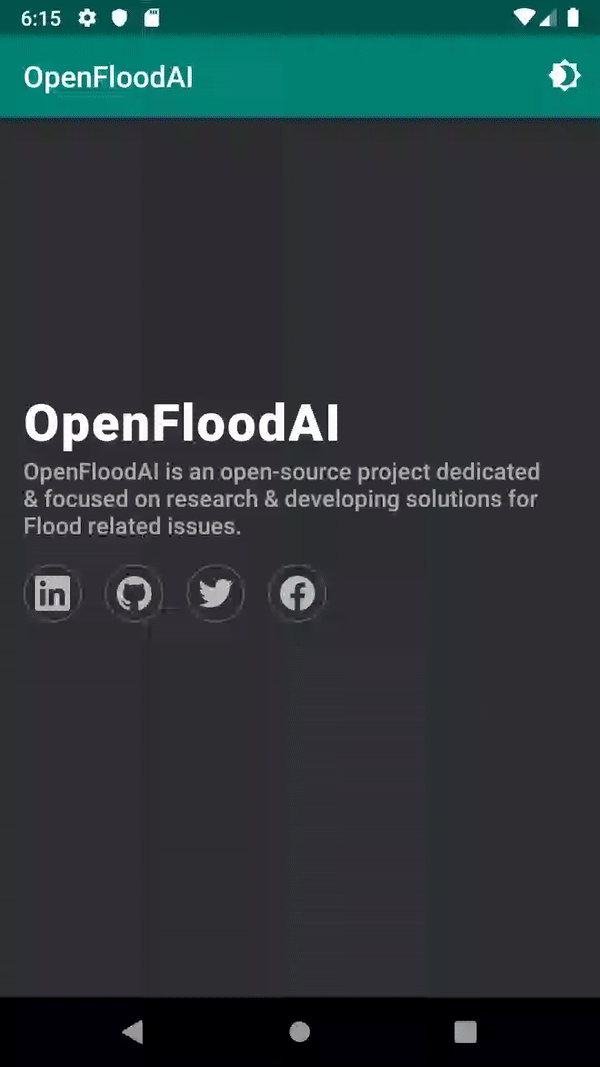 6:15
OpenFloodAI
OpenFloodAI
OpenFloodAI is an open-source project dedicated
& focused on research & developing solutions for
Flood related issues.